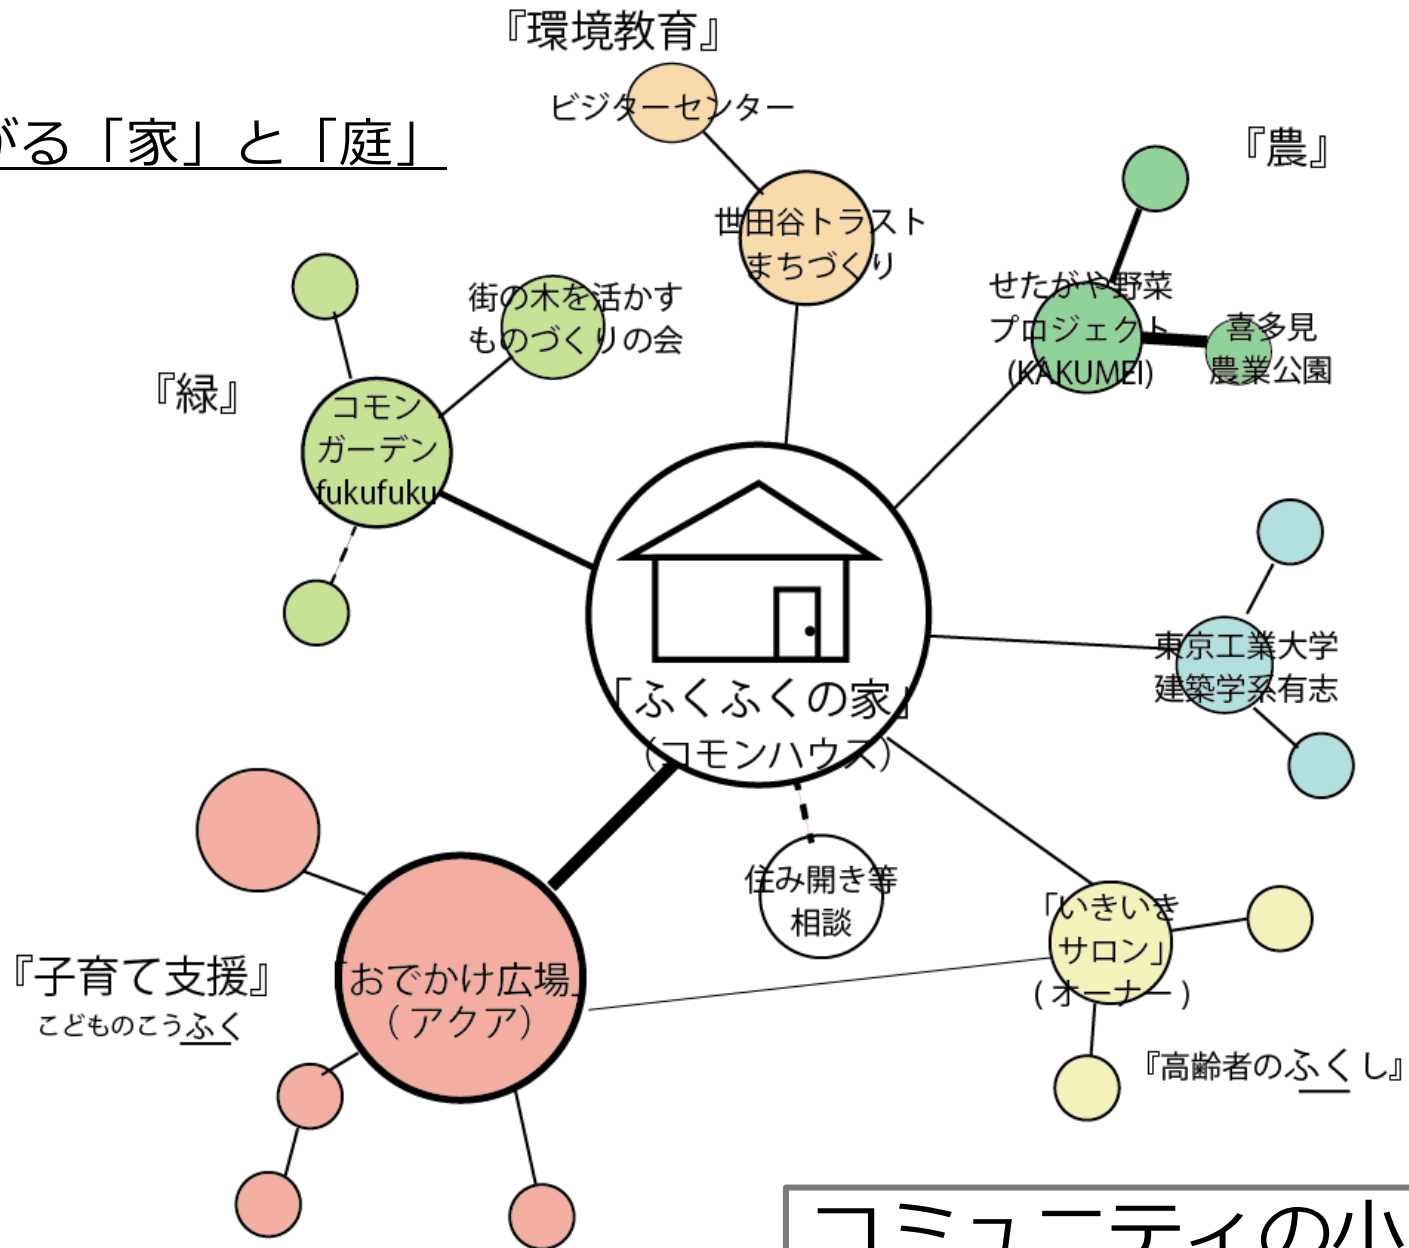 『環境教育』
ビジターセンター
がる「家」と「庭」
『農』
世田谷トラスト
まちづくり
せたがや野菜
プロジェクト
(KAKUMEI)
喜多見
農業公園
街の木を活かす
ものづくりの会
『緑』
コモン
ガーデン
fukufuku
「ふくふくの家」
（コモンハウス）
東京工業大学
建築学系有志
住み開き等
相談
「いきいき
サロン」
(オーナー)
『子育て支援』
こどものこうふく
「おでかけ広場」
（アクア）
『高齢者のふくし』
コミュニティの小